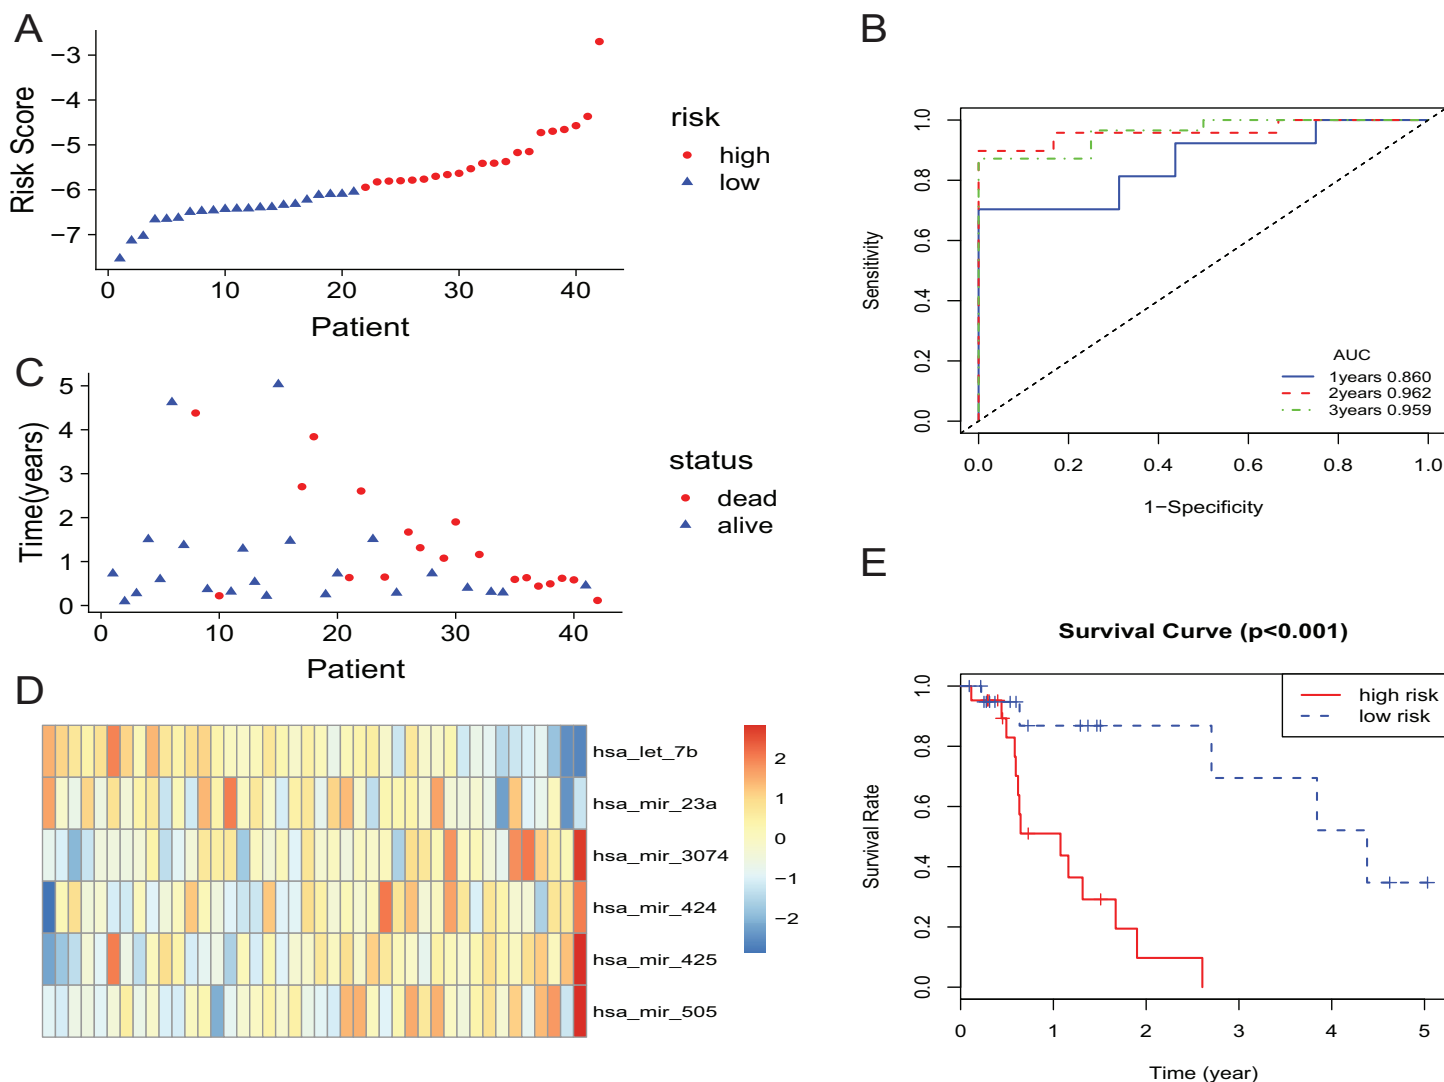 A
Risk Score
−3
−4
−5
−6
−7
0
10
20
30
40
Patient
risk
high
low
B
Sensitivity
1.0
0.8
0.6
0.4
0.2
0.0
0.0
0.2
0.4
0.6
0.8
1.0
1−Specificity
AUC
1years 0.860
2years 0.962
3years 0.959
C
Time(years)
5
4
3
2
1
0
0
10
20
30
40
Patient
status
dead
alive
D
hsa_let_7b
hsa_mir_23a
hsa_mir_3074
hsa_mir_424
hsa_mir_425
hsa_mir_505
2
1
0
−1
−2
E
Survival Curve (p<0.001)
Survival Rate
1.0
0.8
0.6
0.4
0.2
0.0
0
1
2
3
4
5
Time (year)
high risk
low risk